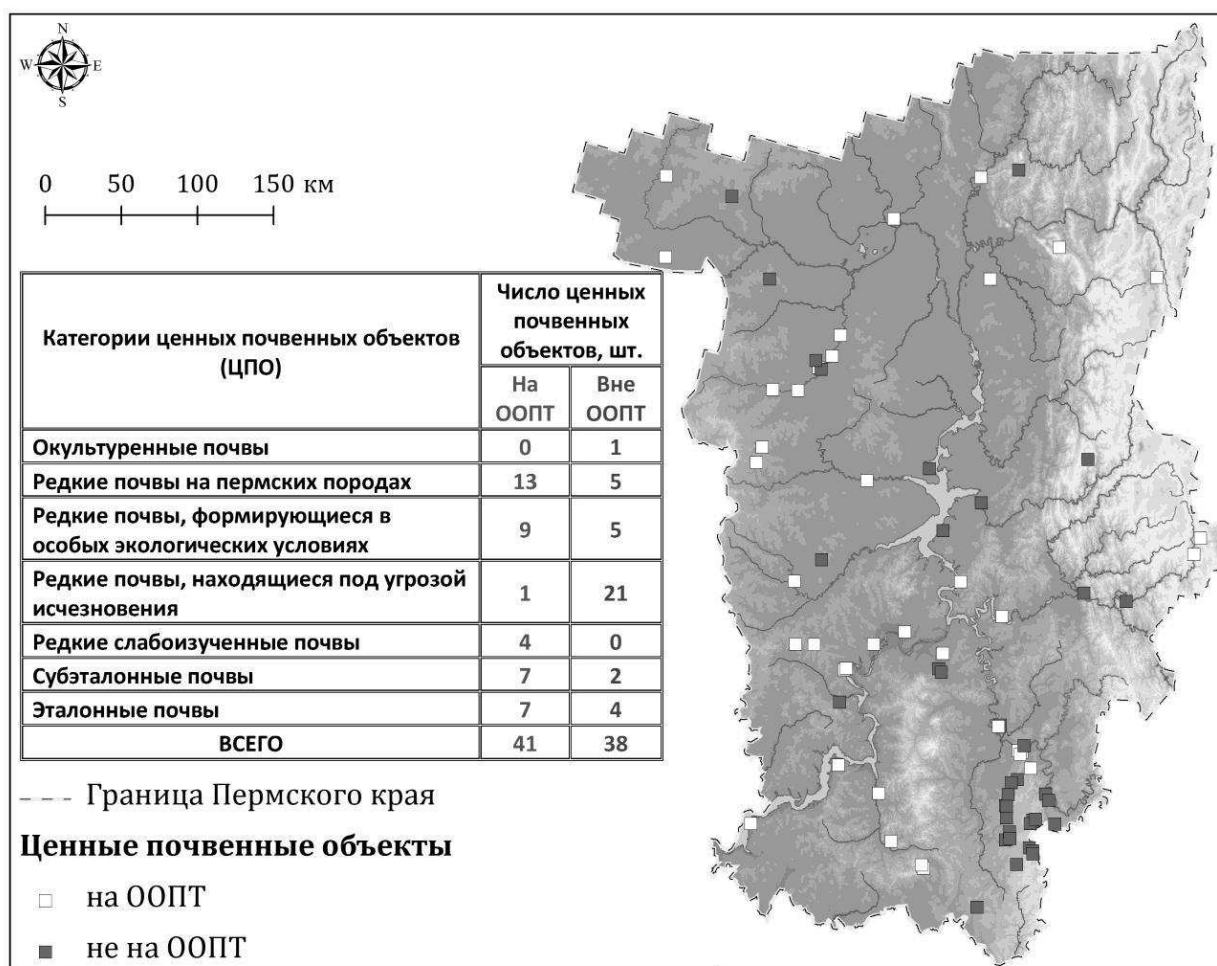 N
W E
S
0 50 100 150 км
Категории ценных почвенных объектов
(ЦПО)
Число ценных
почвенных
объектов, шт.
На
ООПТ
Вне
ООПТ
Окультуренные почвы 0 1
Редкие почвы на пермских породах 13 5
Редкие почвы, формирующиеся в
особых экологических условиях 9 5
Редкие почвы, находящиеся под угрозой
исчезновения 1 21
Редкие слабоизученные почвы 4 0
Субэталонные почвы 7 2
Эталонные почвы 7 4
ВСЕГО 41 38
Граница Пермского края
Ценные почвенные объекты
на ООПТ
не на ООПТ